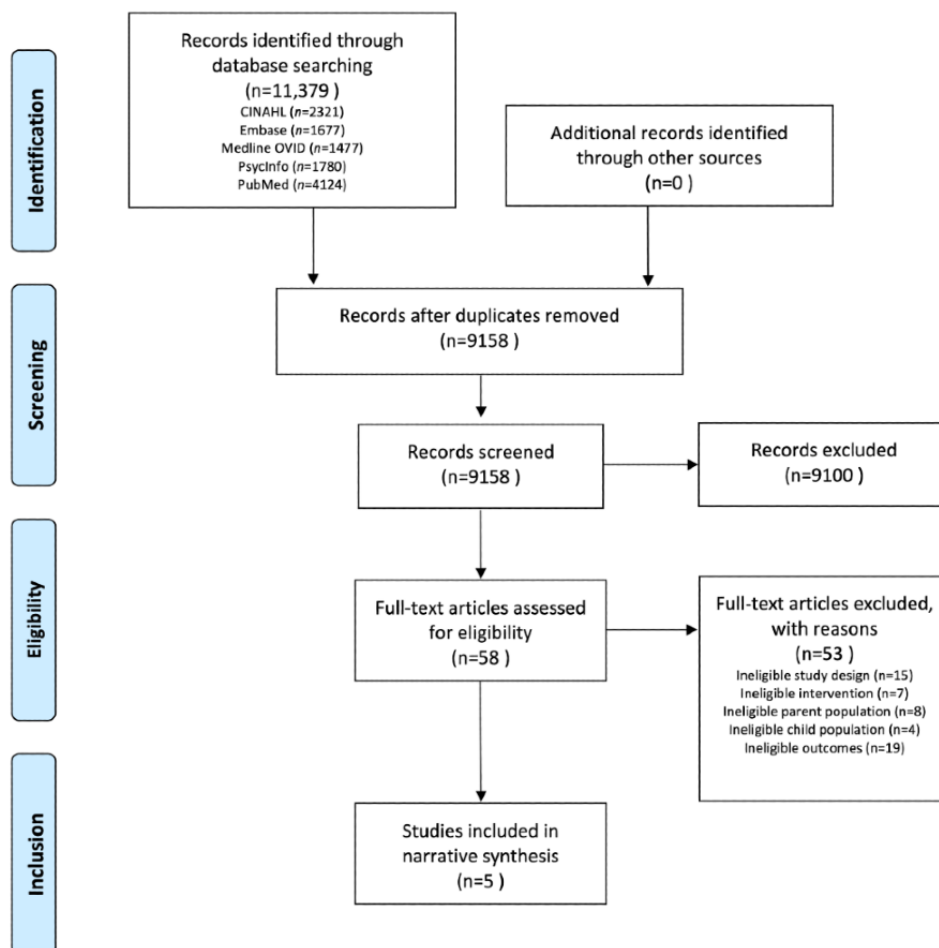 Identification
Records identified through
database searching
(n=11,379 )
CINAHL (n=2321)
Embase (n=1677)
Medline OVID (n=1477)
PsycInfo (n=1780)
PubMed (n=4124)
Additional records identified
through other sources
(n=0 )
Screening
Records after duplicates removed
(n=9158 )
Records screened
(n=9158 )
Records excluded
(n=9100 )
Eligibility
Full-text articles assessed
for eligibility
(n=58 )
Full-text articles excluded,
with reasons
(n=53 )
Ineligible study design (n=15)
Ineligible intervention (n=7)
Ineligible parent population (n=8)
Ineligible child population (n=4)
Ineligible outcomes (n=19)
Inclusion
Studies included in
narrative synthesis
(n=5 )